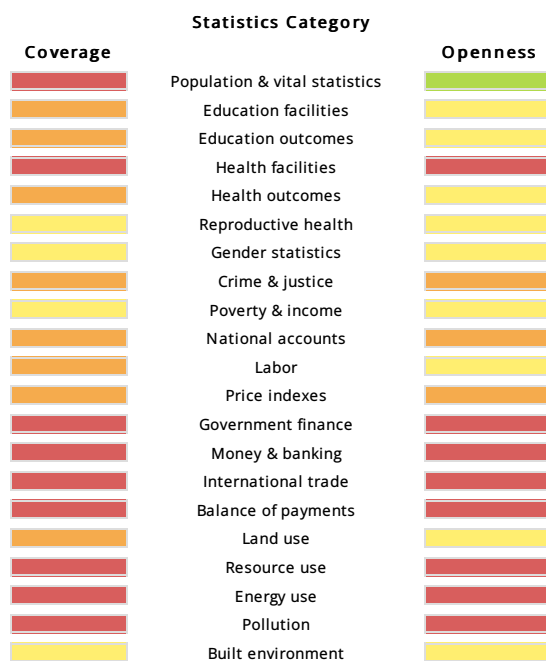 Statistics Category
Coverage Openness
Population & vital statistics
Education facilities
Education outcomes
Health facilities
Health outcomes
Reproductive health
Gender statistics
Crime & justice
Poverty & income
National accounts
Labor
Price indexes
Government finance
Money & banking
International trade
Balance of payments
Land use
Resource use
Energy use
Pollution
Built environment